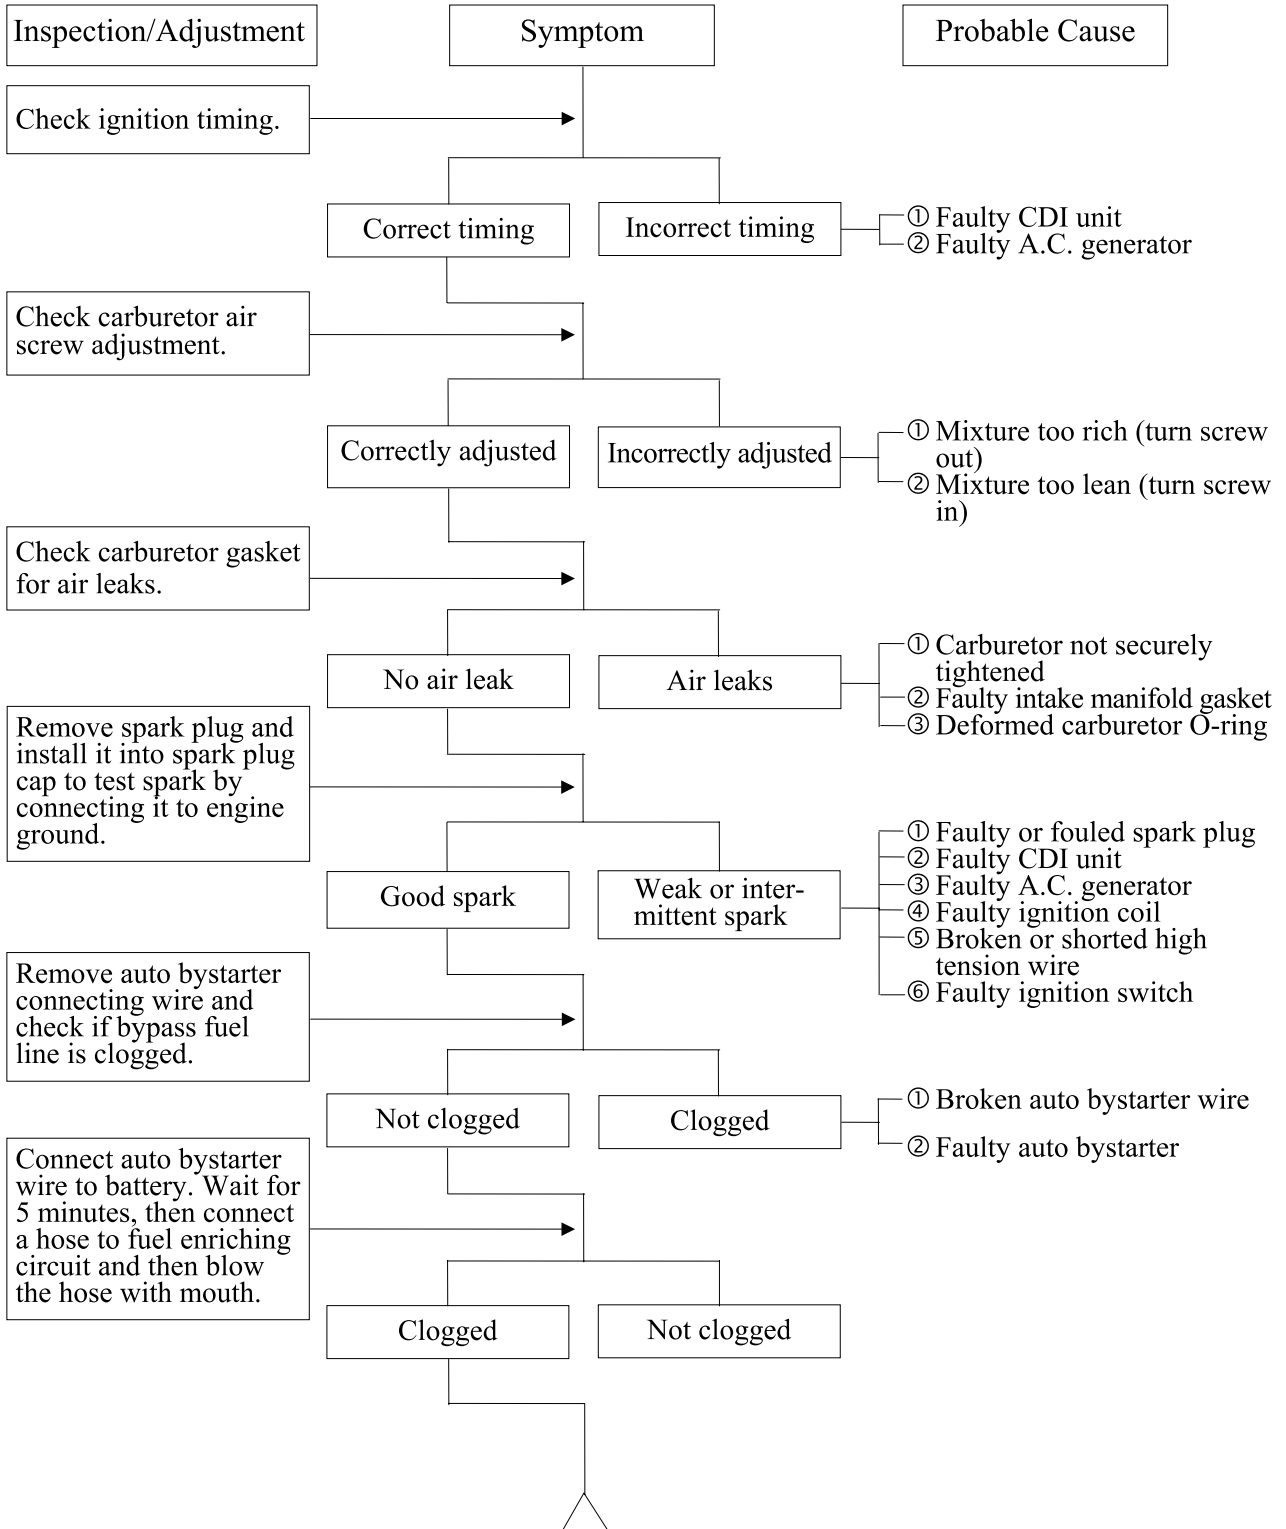 Inspection/Adjustment
Symptom
Probable Cause
Check ignition timing.
Correct timing
Incorrect timing
① Faulty CDI unit
② Faulty A.C. generator
Check carburetor air
screw adjustment.
Correctly adjusted
Incorrectly adjusted
① Mixture too rich (turn screw
out)
② Mixture too lean (turn screw
in)
Check carburetor gasket
for air leaks.
No air leak
Air leaks
① Carburetor not securely
tightened
② Faulty intake manifold gasket
③ Deformed carburetor O-ring
Remove spark plug and
install it into spark plug
cap to test spark by
connecting it to engine
ground.
Good spark
Weak or inter-
mittent spark
① Faulty or fouled spark plug
② Faulty CDI unit
③ Faulty A.C. generator
④ Faulty ignition coil
⑤ Broken or shorted high
tension wire
⑥ Faulty ignition switch
Remove auto bystarter
connecting wire and
check if bypass fuel
line is clogged.
Not clogged
Clogged
① Broken auto bystarter wire
② Faulty auto bystarter
Connect auto bystarter
wire to battery. Wait for
5 minutes, then connect
a hose to fuel enriching
circuit and then blow
the hose with mouth.
Clogged
Not clogged